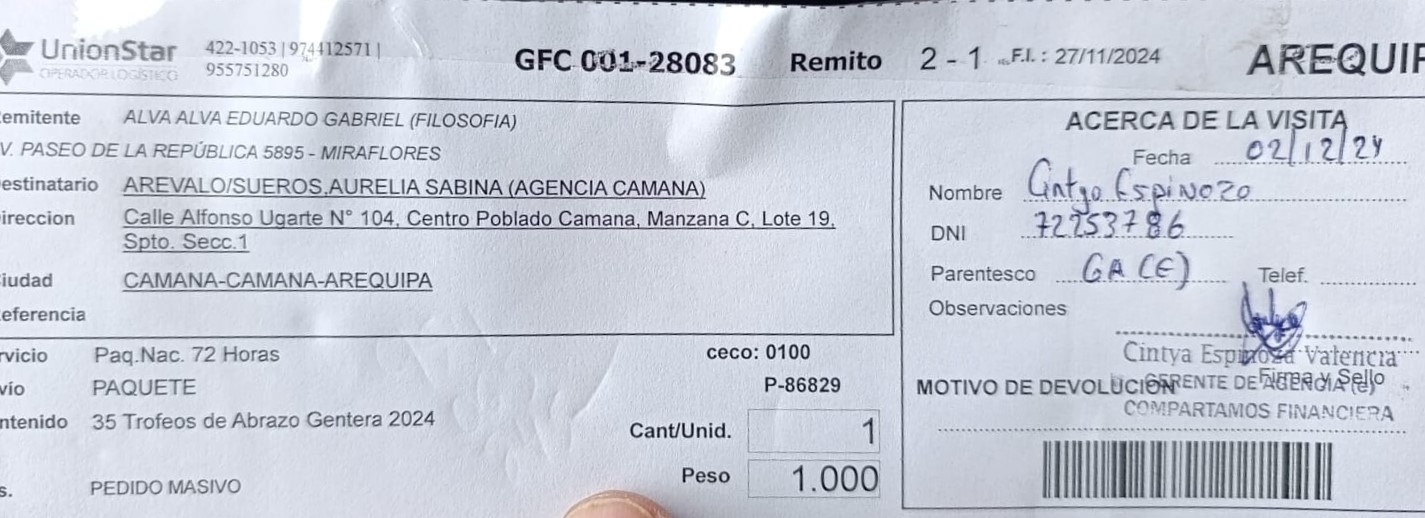 UnionStar 422-1053 | 974412571 |
OPERADOR LOGÍSTICO 955751280
GFC 001-28083 Remito 2 - 1 F.I. : 27/11/2024 AREQUIP
emitente ALVA ALVA EDUARDO GABRIEL (FILOSOFIA)
V. PASEO DE LA REPÚBLICA 5895 - MIRAFLORES
estinatario AREVALO/SUEROS,AURELIA SABINA (AGENCIA CAMANA)
ireccion Calle Alfonso Ugarte N° 104, Centro Poblado Camana, Manzana C, Lote 19,
Spto. Secc.1
iudad CAMANA-CAMANA-AREQUIPA
eferencia
rvicio Paq.Nac. 72 Horas ceco: 0100
vío PAQUETE P-86829
ntenido 35 Trofeos de Abrazo Gentera 2024
Cant/Unid. 1
Peso 1.000
s. PEDIDO MASIVO
ACERCA DE LA VISITA
Fecha 02/12/24
Nombre Cintya Espinoza
DNI 72253786
Parentesco GA (E) Telef.
Observaciones
Cintya Espinoza Valencia
Firma y Sello
MOTIVO DE DEVOLUCIÓN GERENTE DE AGENCIA (e)
COMPARTAMOS FINANCIERA